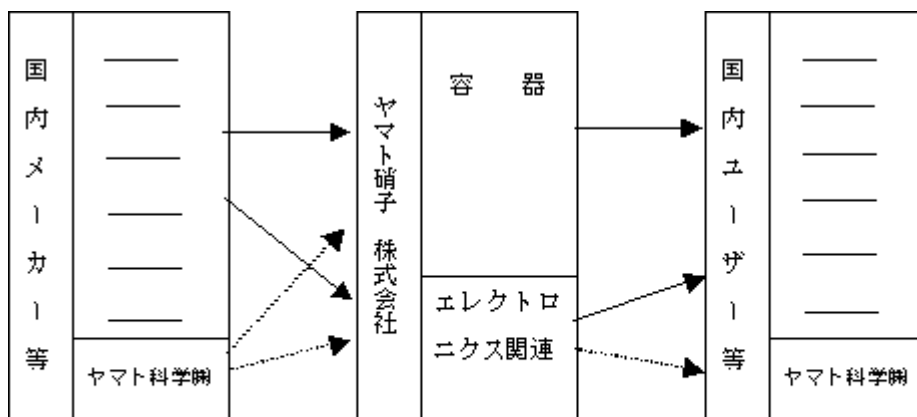 国内メーカー等
ヤマト科学㈱
ヤマト硝子 株式会社
容 器
エレクトロ
ニクス関連
国内ユーザー等
ヤマト科学㈱